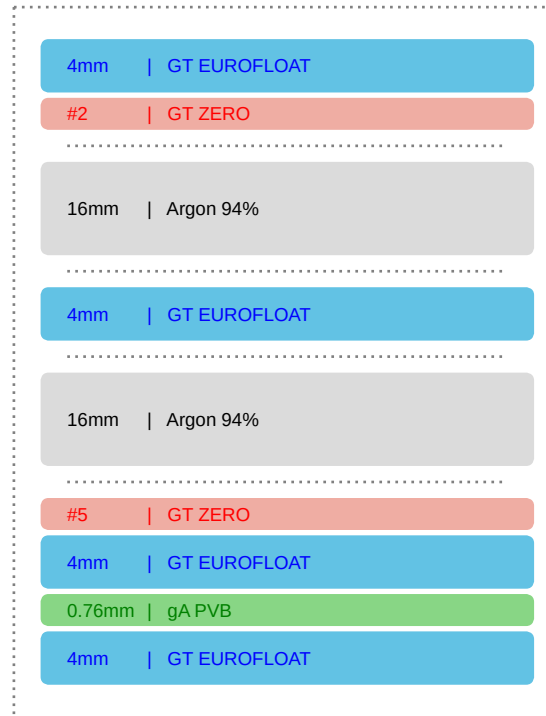 4mm | GT EUROFLOAT
#2 | GT ZERO
16mm | Argon 94%
4mm | GT EUROFLOAT
16mm | Argon 94%
#5 | GT ZERO
4mm | GT EUROFLOAT
0.76mm | gA PVB
4mm | GT EUROFLOAT